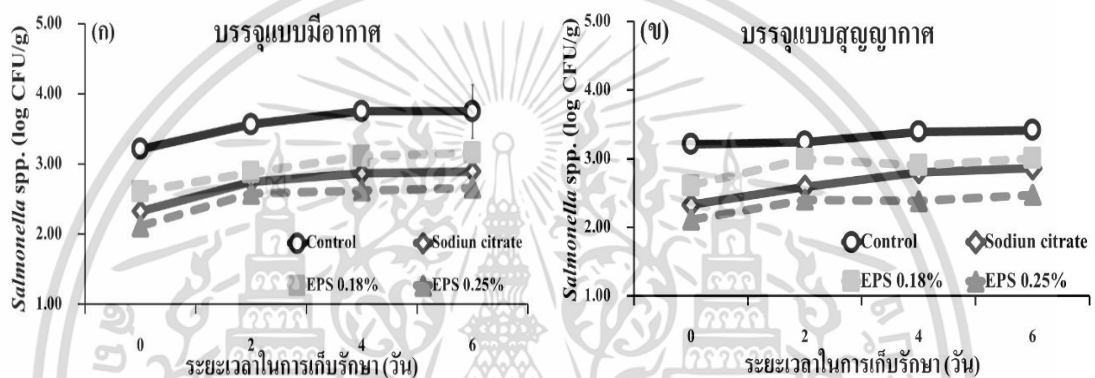 (ก) บรรจุแบบมีอากาศ
5.00
4.00
3.00
2.00
1.00
Salmonella spp. (log CFU/g)
Control
Sodiun citrate
EPS 0.18%
EPS 0.25%
0 2 4 6
ระยะเวลาในการเก็บรักษา (วัน)
(ข) บรรจุแบบสุญญากาศ
5.00
4.00
3.00
2.00
1.00
Salmonella spp. (log CFU/g)
Control
Sodiun citrate
EPS 0.18%
EPS 0.25%
0 2 4 6
ระยะเวลาในการเก็บรักษา (วัน)